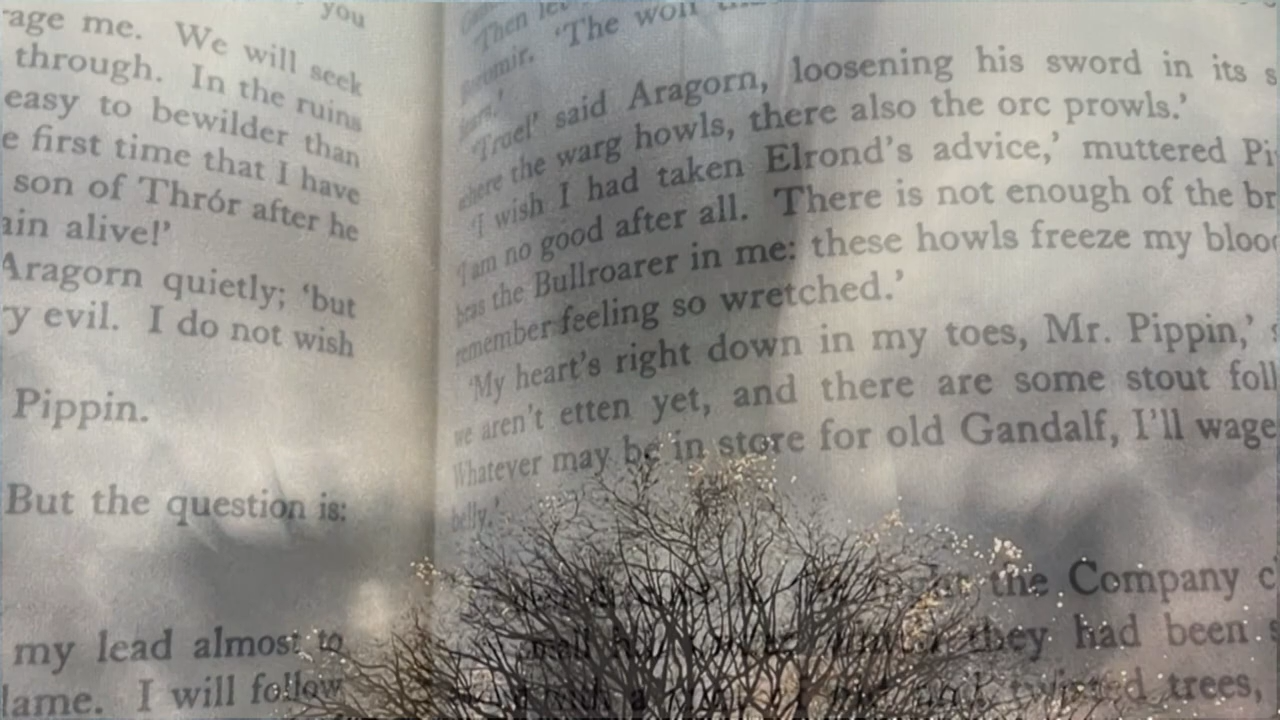 you
age me. We will seek
through. In the ruins
easy to bewilder than
e first time that I have
son of Thrór after he
ain alive!’
Aragorn quietly; ‘but
y evil. I do not wish
Pippin.
But the question is:
my lead almost to
lame. I will follow
‘Then let
‘The wolf
‘True!’ said Aragorn, loosening his sword in its s
where the warg howls, there also the orc prowls.’
‘I wish I had taken Elrond’s advice,’ muttered Pi
‘I am no good after all. There is not enough of the br
the Bullroarer in me: these howls freeze my blood
remember feeling so wretched.’
‘My heart’s right down in my toes, Mr. Pippin,’ s
we aren’t etten yet, and there are some stout fol
Whatever may be in store for old Gandalf, I’ll wage
belly.’
the Company c
they had been s
twisted trees,